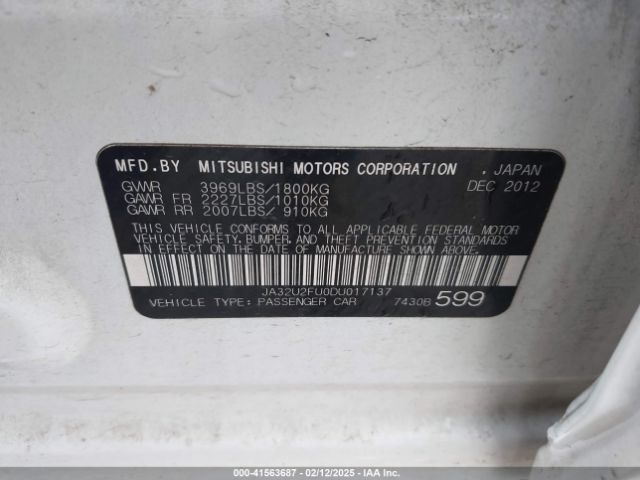 MFD.BY MITSUBISHI MOTORS CORPORATION . JAPAN
GVWR 3969LBS/1800KG DEC 2012
GAWR FR 2227LBS/1010KG
GAWR RR 2007LBS/ 910KG
THIS VEHICLE CONFORMS TO ALL APPLICABLE FEDERAL MOTOR
VEHICLE SAFETY, BUMPER, AND THEFT PREVENTION STANDARDS
IN EFFECT ON THE DATE OF MANUFACTURE SHOWN ABOVE.
JA32U2FU0DU017137
VEHICLE TYPE: PASSENGER CAR 7430B 599
00-41563687 - 02/12/2025 - IAA Inc.